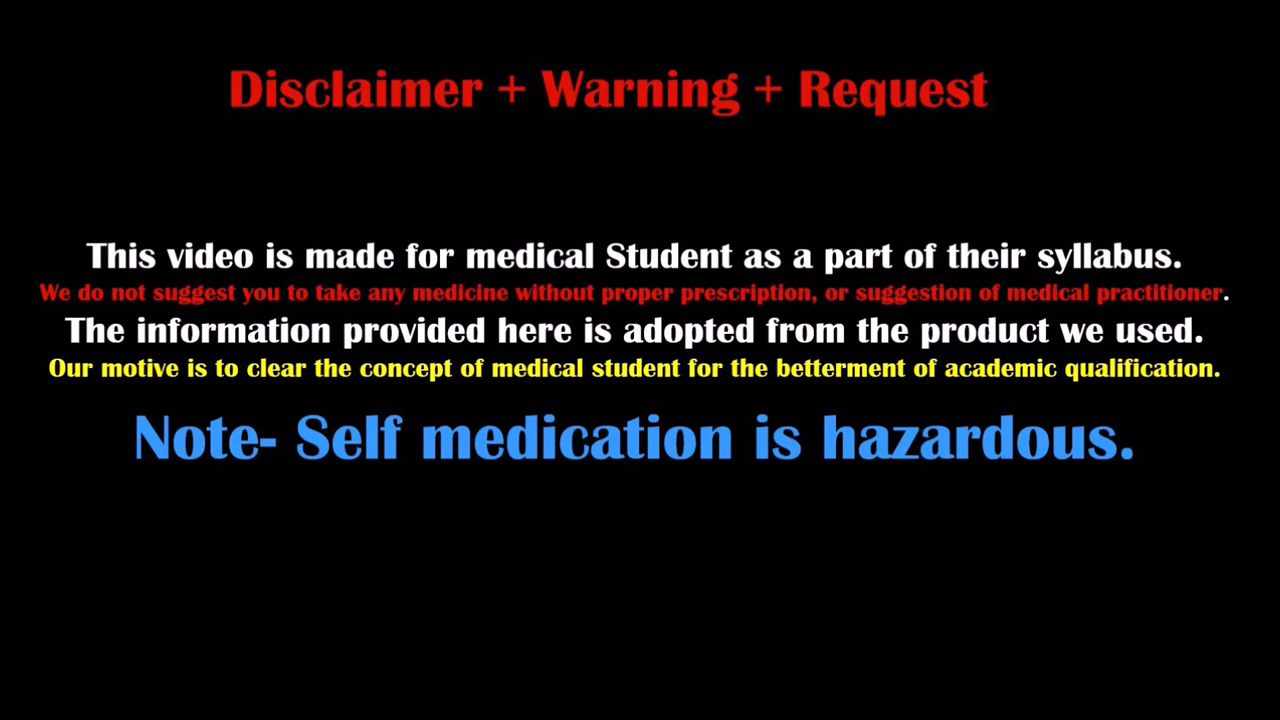 Disclaimer + Warning + Request
This video is made for medical Student as a part of their syllabus.
We do not suggest you to take any medicine without proper prescription, or suggestion of medical practitioner.
The information provided here is adopted from the product we used.
Our motive is to clear the concept of medical student for the betterment of academic qualification.
Note- Self medication is hazardous.